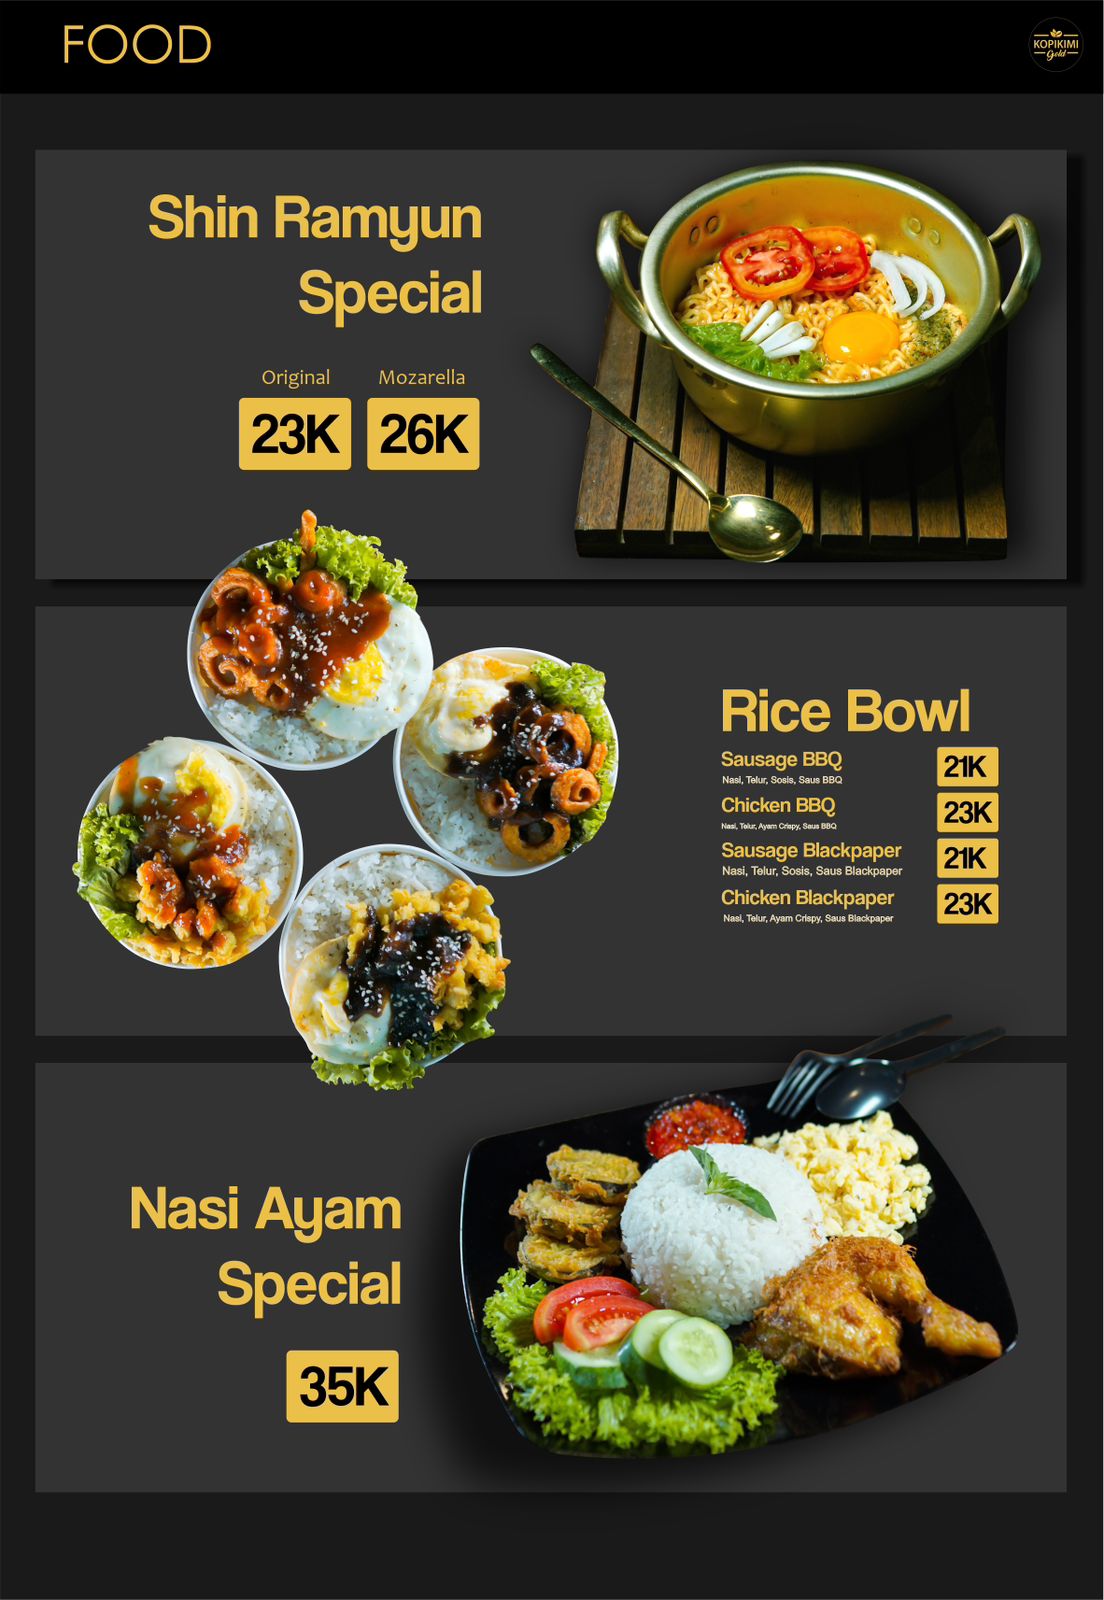 FOOD
KOPIKIMI
Gold
Shin Ramyun
Special
Original Mozarella
23K 26K
Rice Bowl
Sausage BBQ 21K
Nasi, Telur, Sosis, Saus BBQ
Chicken BBQ 23K
Nasi, Telur, Ayam Crispy, Saus BBQ
Sausage Blackpaper 21K
Nasi, Telur, Sosis, Saus Blackpaper
Chicken Blackpaper 23K
Nasi, Telur, Ayam Crispy, Saus Blackpaper
Nasi Ayam
Special
35K